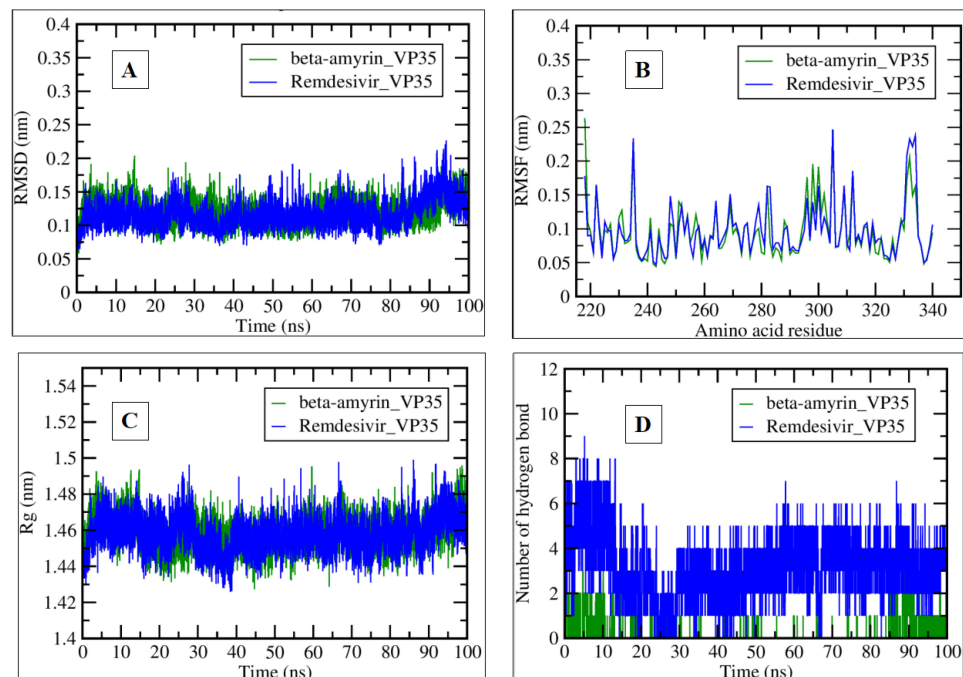 A
beta-amyrin_VP35
Remdesivir_VP35
RMSD (nm)
0.4
0.35
0.3
0.25
0.2
0.15
0.1
0.05
0
0 10 20 30 40 50 60 70 80 90 100
Time (ns)
B
beta-amyrin_VP35
Remdesivir_VP35
RMSF (nm)
0.4
0.35
0.3
0.25
0.2
0.15
0.1
0.05
0
220 240 260 280 300 320 340
Amino acid residue
C
beta-amyrin_VP35
Remdesivir_VP35
Rg (nm)
1.54
1.52
1.5
1.48
1.46
1.44
1.42
1.4
0 10 20 30 40 50 60 70 80 90 100
Time (ns)
D
beta-amyrin_VP35
Remdesivir_VP35
Number of hydrogen bond
12
10
8
6
4
2
0
0 10 20 30 40 50 60 70 80 90 100
Time (ns)